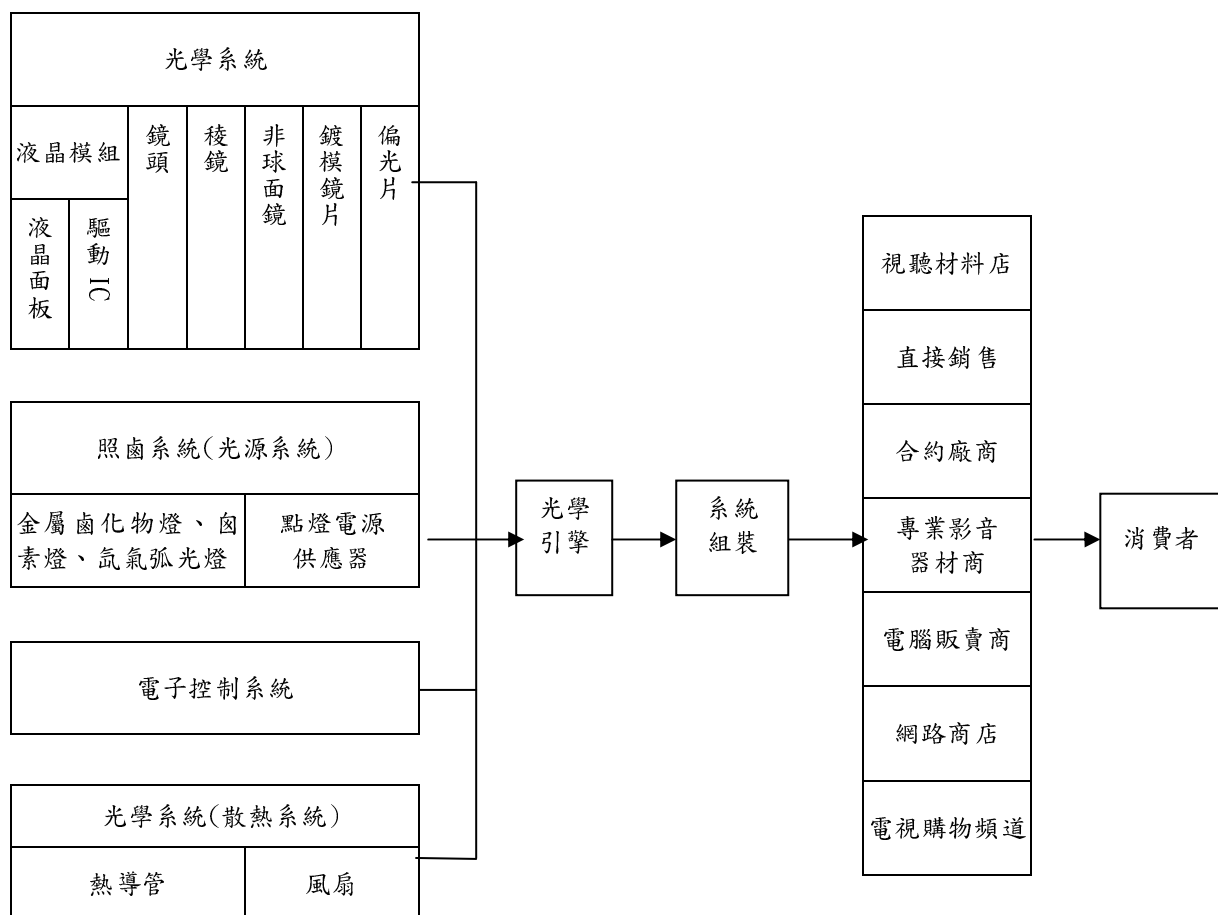 光學系統
液晶模組
鏡頭
稜鏡
非球面鏡
鍍模鏡片
偏光片
液晶面板
驅動 IC
照鹵系統(光源系統)
金屬鹵化物燈、鹵
素燈、氙氣弧光燈
點燈電源
供應器
電子控制系統
光學系統(散熱系統)
熱導管
風扇
光學
引擎
系統
組裝
視聽材料店
直接銷售
合約廠商
專業影音
器材商
電腦販賣商
網路商店
電視購物頻道
消費者